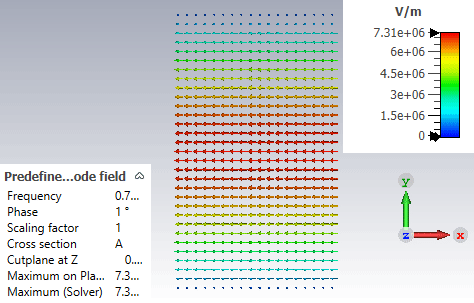 V/m
7.31e+06
6e+06
4.5e+06
3e+06
1.5e+06
0
Predefine...ode field
Frequency 0.7...
Phase 1°
Scaling factor 1
Cross section A
Cutplane at Z 0....
Maximum on Pla... 7.3...
Maximum (Solver) 7.3...
y
z x